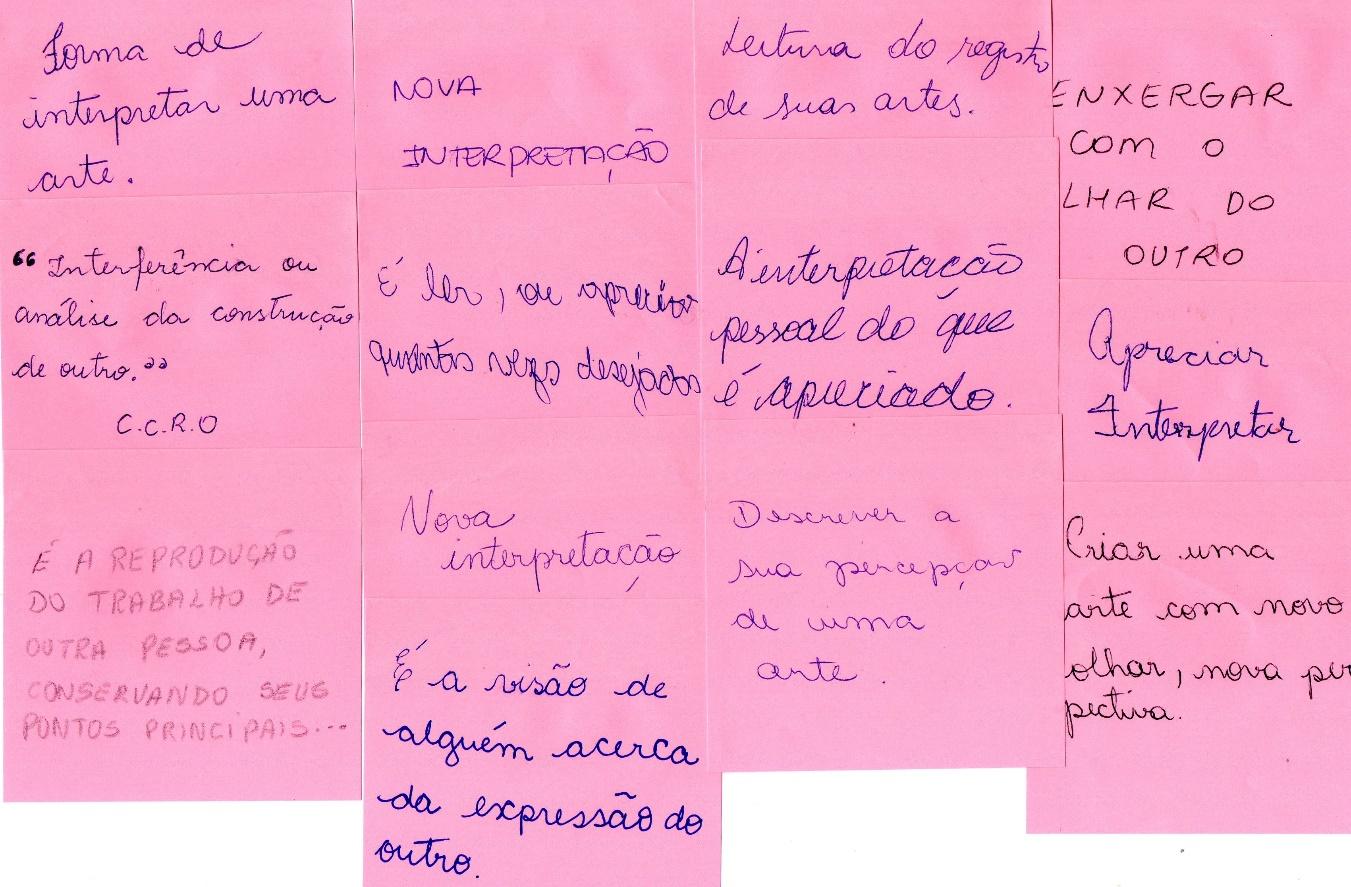 Forma de
interpretar uma
arte.
“Interferência ou
análise da construção
de outro.”
C.C.R.O
É A REPRODUÇÃO
DO TRABALHO DE
OUTRA PESSOA,
CONSERVANDO SEUS
PONTOS PRINCIPAIS...
NOVA
INTERPRETAÇÃO
É ler, ou apreciar
quantas vezes desejados
Nova
interpretação
É a visão de
alguém acerca
da expressão do
outro.
Leitura do registro
de suas artes.
A interpretação
pessoal do que
é apreciado.
Descrever a
sua percepção
de uma
arte.
ENXERGAR
COM O
LHAR DO
OUTRO
Apreciar
Interpretar
Criar uma
arte com novo
olhar, nova pers
pectiva.